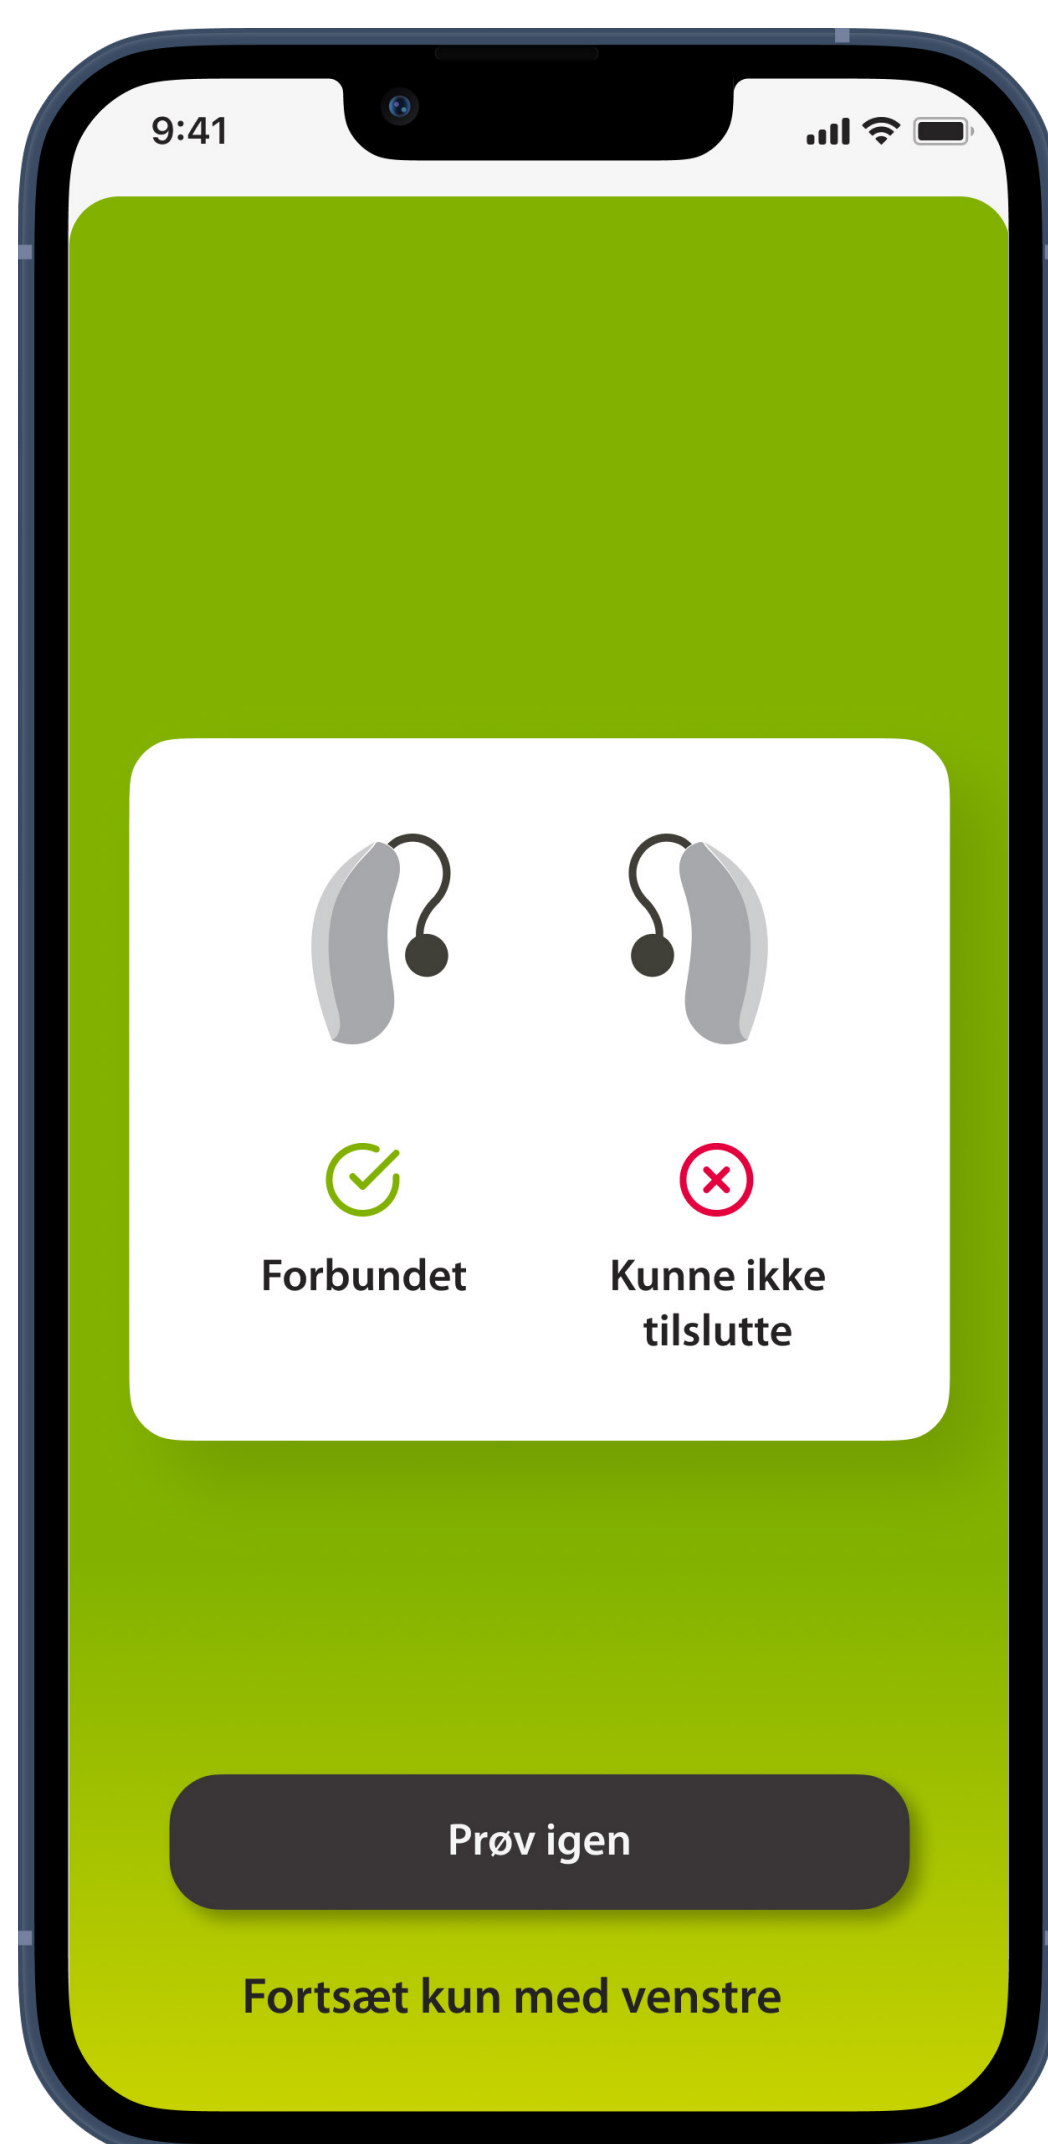 9:41
Forbundet
Kunne ikke
tilslutte
Prøv igen
Fortsæt kun med venstre